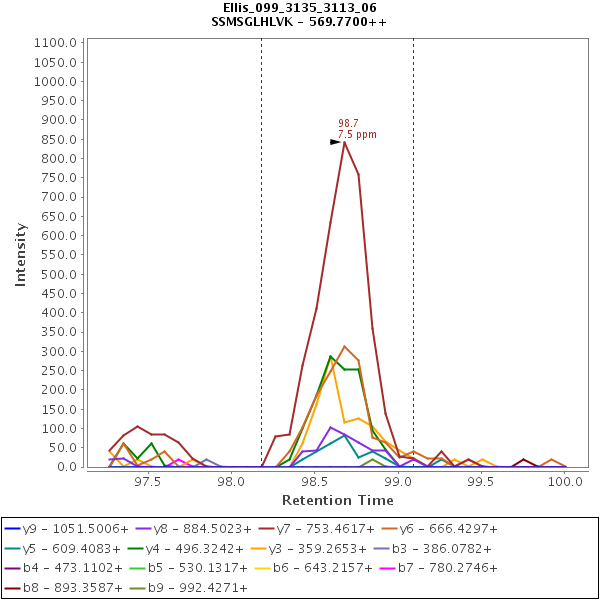 Ellis_099_3135_3113_06
SSMSGLHLVK - 569.7700++
1100.0
1050.0
1000.0
950.0
900.0
850.0
800.0
750.0
700.0
650.0
600.0
550.0
500.0
450.0
400.0
350.0
300.0
250.0
200.0
150.0
100.0
50.0
0.0
Intensity
98.7
7.5 ppm
97.5 98.0 98.5 99.0 99.5 100.0
Retention Time
y9 - 1051.5006+ y8 - 884.5023+ y7 - 753.4617+ y6 - 666.4297+
y5 - 609.4083+ y4 - 496.3242+ y3 - 359.2653+ b3 - 386.0782+
b4 - 473.1102+ b5 - 530.1317+ b6 - 643.2157+ b7 - 780.2746+
b8 - 893.3587+ b9 - 992.4271+